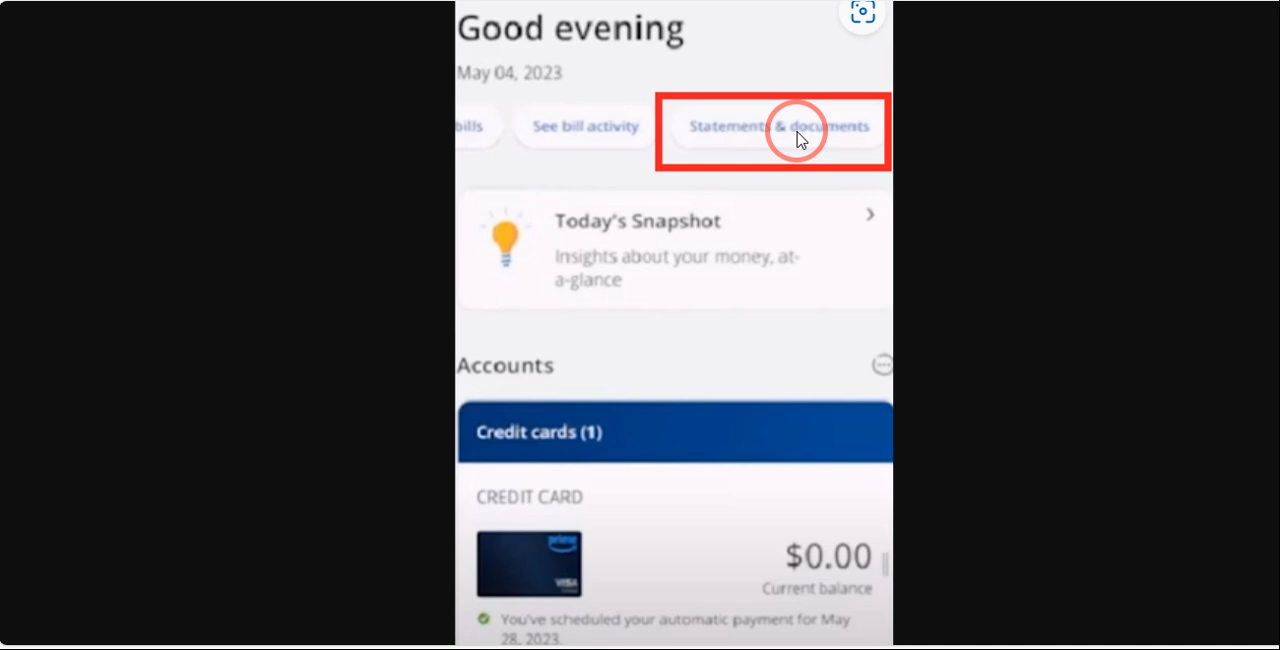 Good evening
May 04, 2023
bills
See bill activity
Statements & documents
Today's Snapshot
Insights about your money, at-
a-glance
Accounts
Credit cards (1)
CREDIT CARD
prime
VISA
$0.00
Current balance
You've scheduled your automatic payment for May
28, 2023.